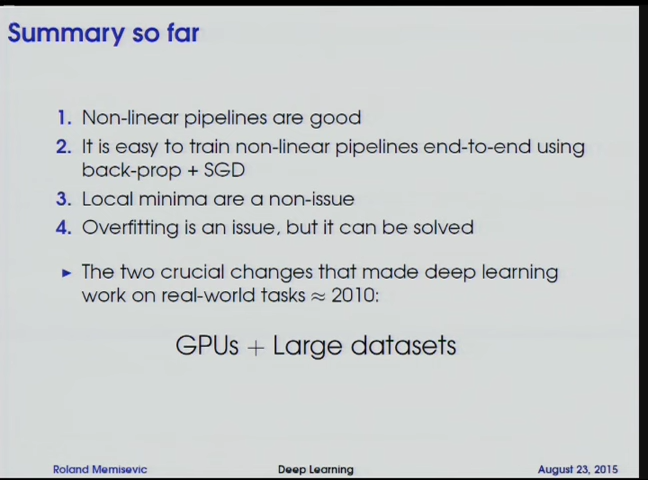 Summary so far
1. Non-linear pipelines are good
2. It is easy to train non-linear pipelines end-to-end using
back-prop + SGD
3. Local minima are a non-issue
4. Overfitting is an issue, but it can be solved
▶ The two crucial changes that made deep learning
work on real-world tasks ≈ 2010:
GPUs + Large datasets
Roland Memisevic Deep Learning August 23, 2015